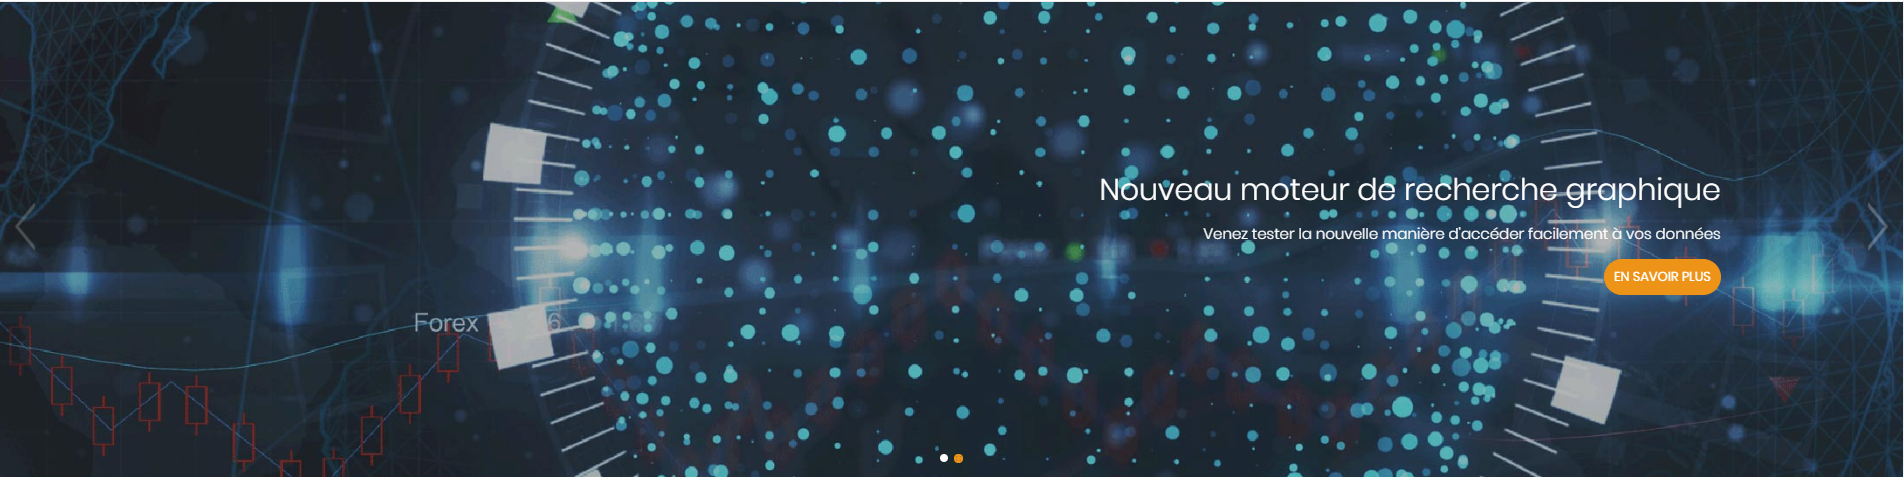 Nouveau moteur de recherche graphique
Venez tester la nouvelle manière d'accéder facilement à vos données
EN SAVOIR PLUS
Forex